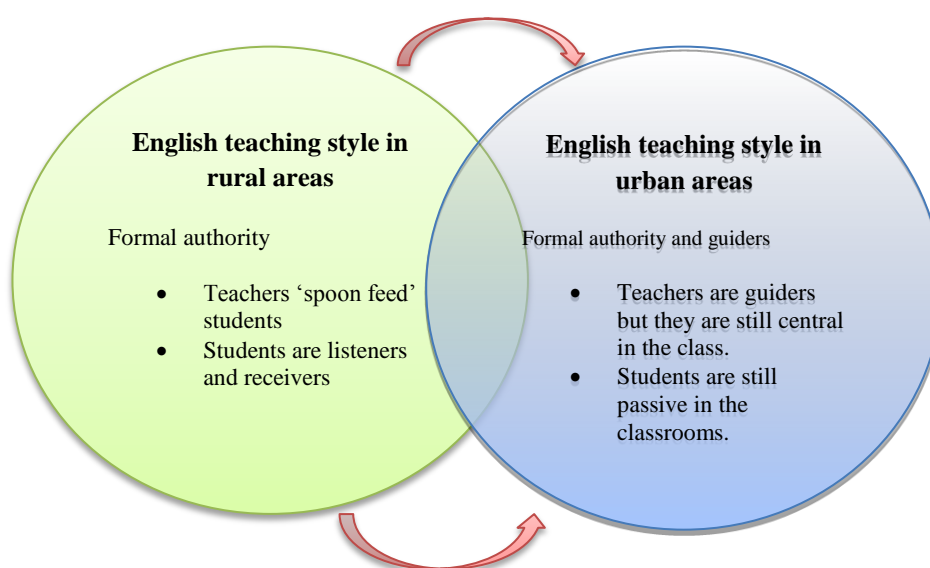 English teaching style in
rural areas
Formal authority
• Teachers ‘spoon feed’
students
• Students are listeners
and receivers
English teaching style in
urban areas
Formal authority and guiders
• Teachers are guiders
but they are still central
in the class.
• Students are still
passive in the
classrooms.